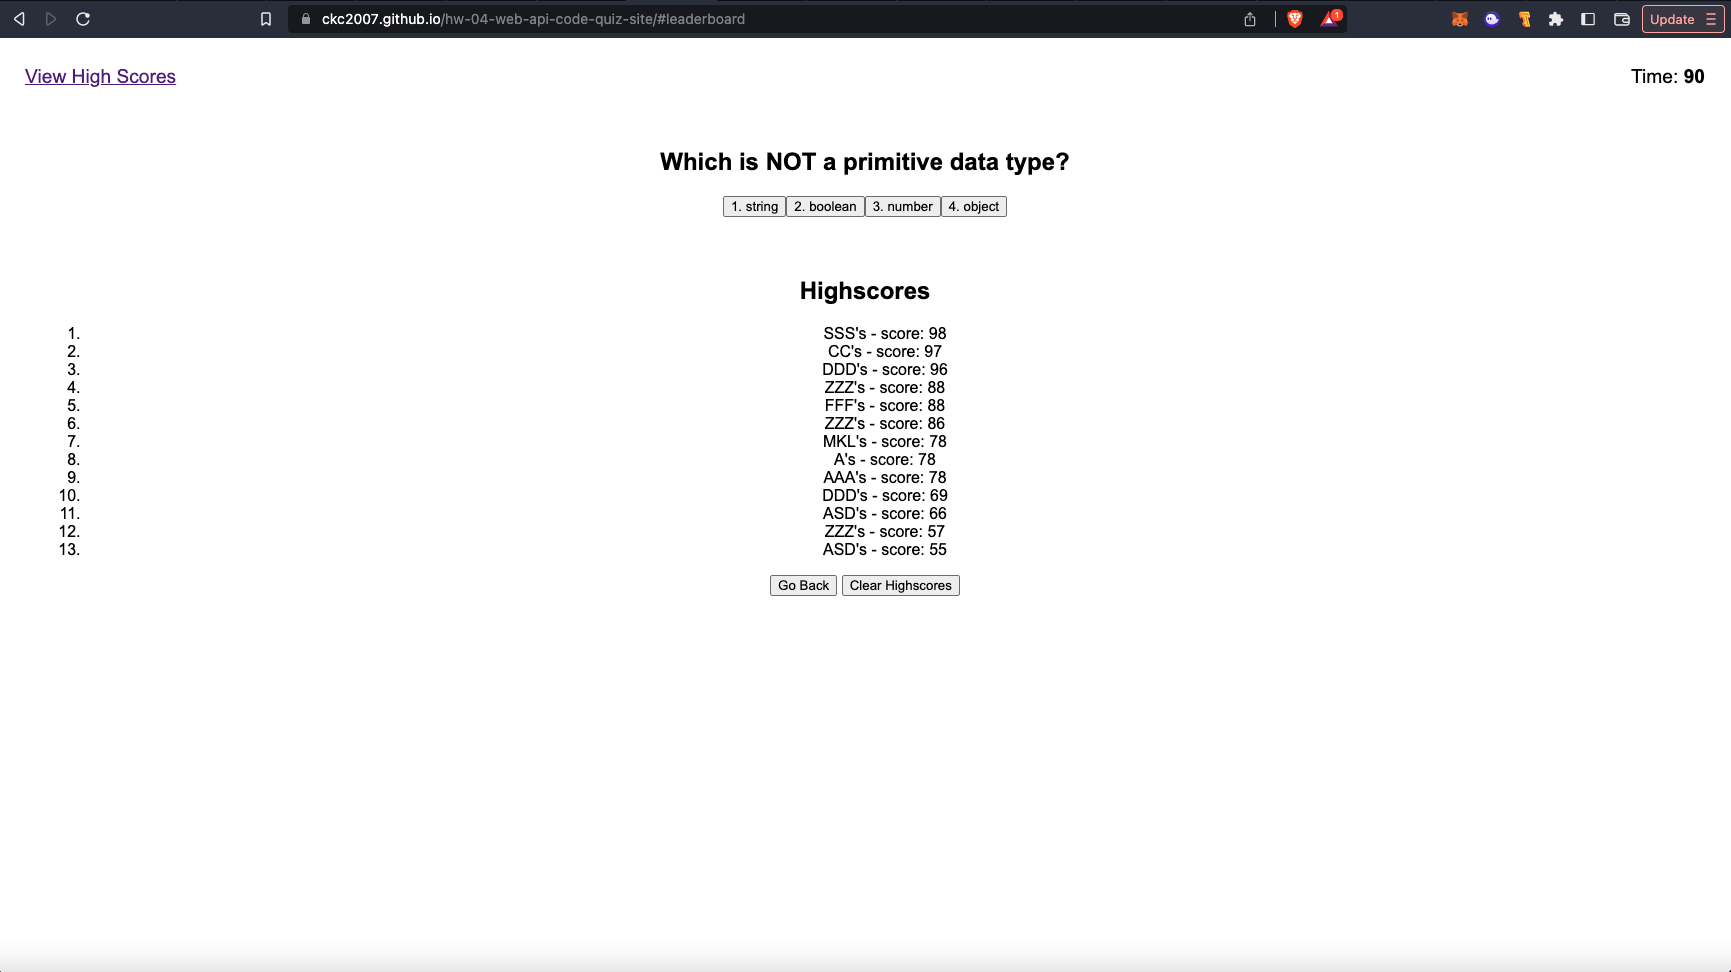 ckc2007.github.io/hw-04-web-api-code-quiz-site/#leaderboard
1
Update
View High Scores
Time: 90
Which is NOT a primitive data type?
1. string 2. boolean 3. number 4. object
Highscores
1. SSS's - score: 98
2. CC's - score: 97
3. DDD's - score: 96
4. ZZZ's - score: 88
5. FFF's - score: 88
6. ZZZ's - score: 86
7. MKL's - score: 78
8. A's - score: 78
9. AAA's - score: 78
10. DDD's - score: 69
11. ASD's - score: 66
12. ZZZ's - score: 57
13. ASD's - score: 55
Go Back Clear Highscores